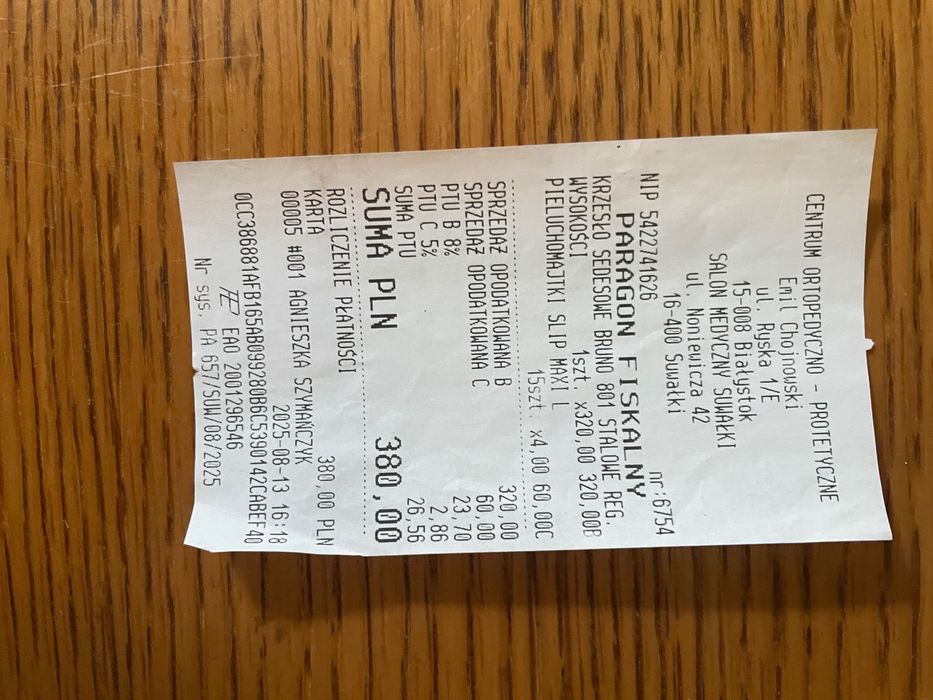 CENTRUM ORTOPEDYCZNO - PROTETYCZNE
Emil Chojnowski
ul. Ryska 1/E
15-008 Białystok
SALON MEDYCZNY SUWAŁKI
ul. Noniewicza 42
16-400 Suwałki
NIP 5422741626 nr:6754
PARAGON FISKALNY
KRZESŁO SEDESOWE BRUNO 801 STALOWE REG.
WYSOKOSCI 1szt. x320,00 320,00B
PIELUCHOMAJTKI SLIP MAXI L
15szt. x4,00 60,00C
SPRZEDAŻ OPODATKOWANA B 320,00
SPRZEDAŻ OPODATKOWANA C 60,00
PTU B 8% 23,70
PTU C 5% 2,86
SUMA PTU 26,56
SUMA PLN 380,00
ROZLICZENIE PŁATNOŚCI
KARTA 380,00 PLN
00005 #001 AGNIESZKA SZYMAŃCZYK
2025-08-13 16:18
0CC386881AFB165AB099280B6C5390142CABEF40
EAO 2001296546
Nr sys. PA 657/SUW/08/2025